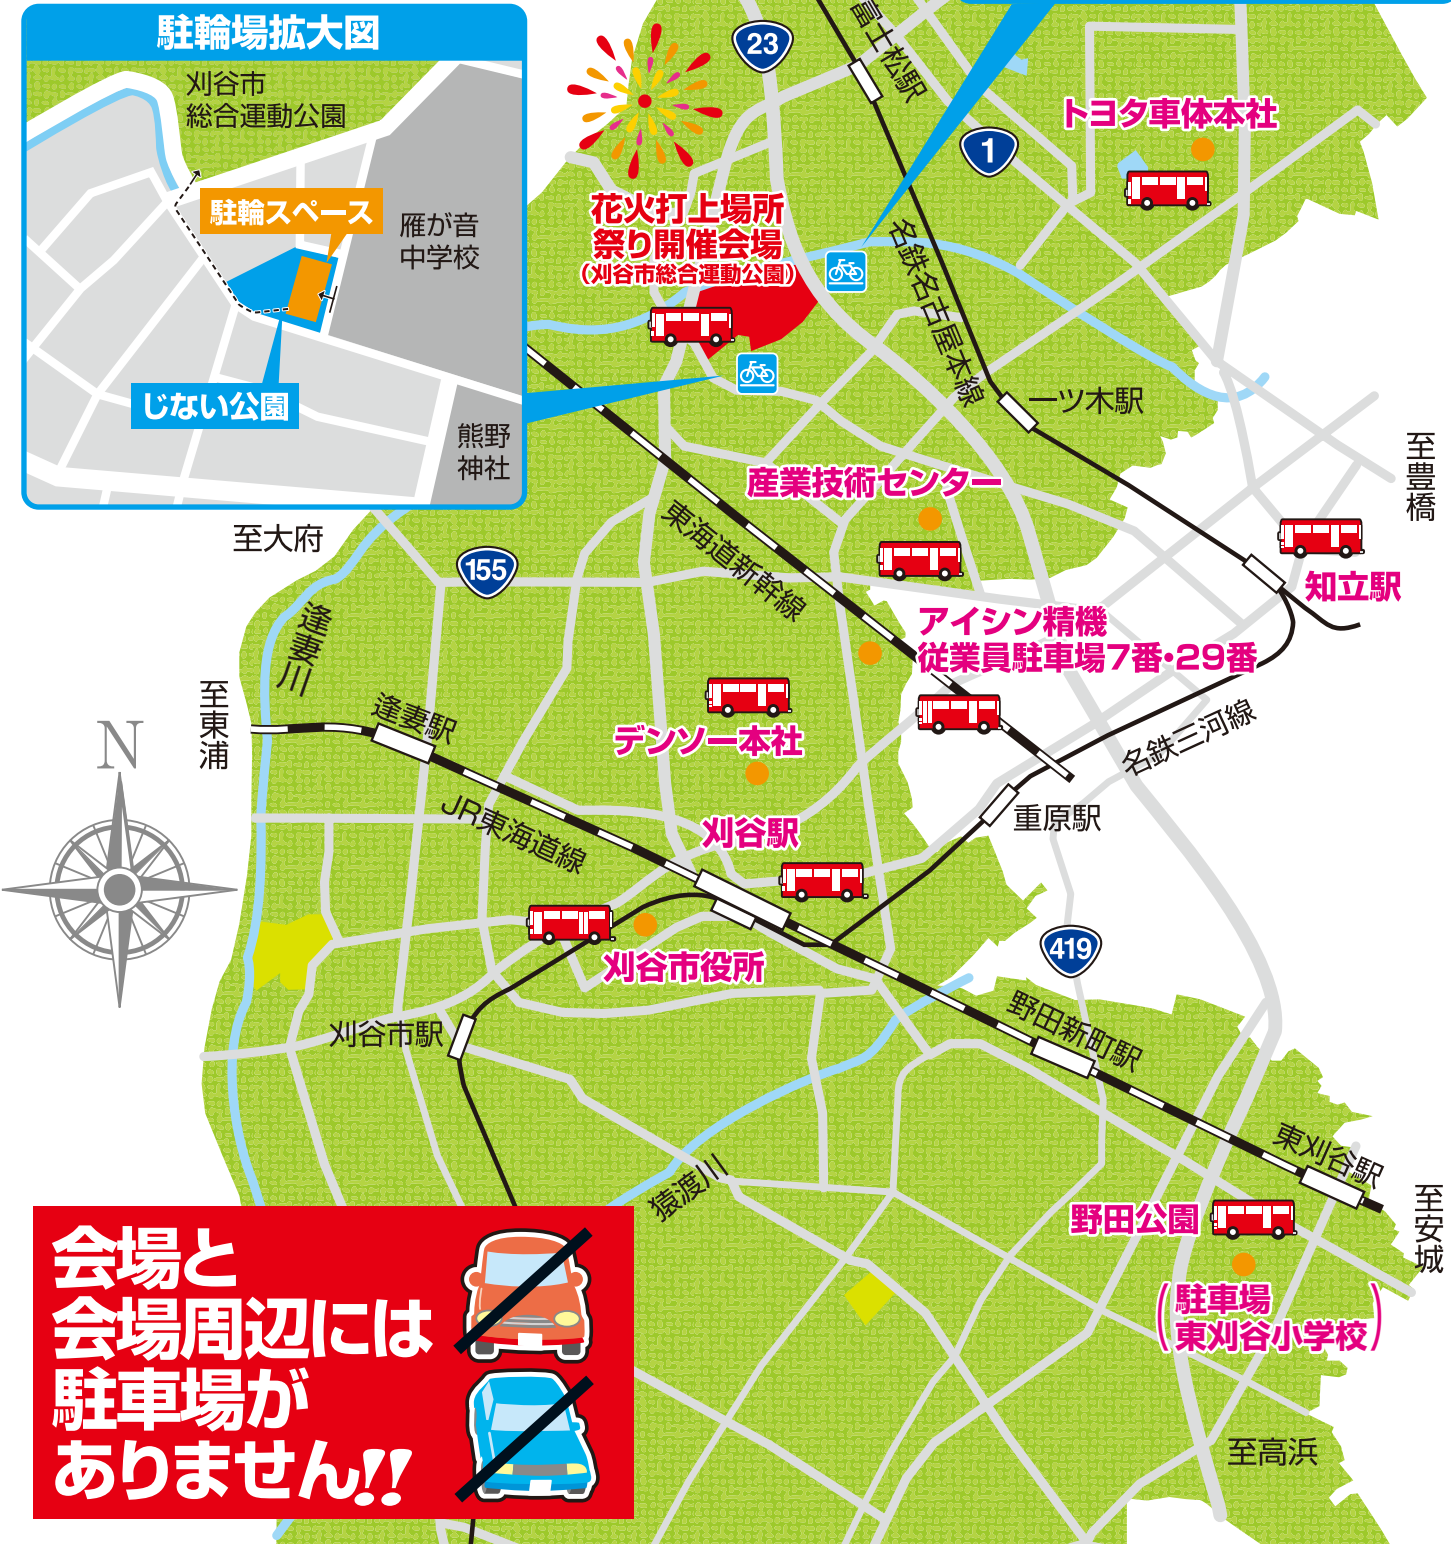 駐輪場拡大図
刈谷市
総合運動公園
駐輪スペース
雁が音
中学校
じない公園
熊野
神社
23
富士松駅
1
トヨタ車体本社
花火打上場所
祭り開催会場
(刈谷市総合運動公園)
名鉄名古屋本線
一ツ木駅
至豊橋
産業技術センター
東海道新幹線
至大府
155
知立駅
アイシン精機
従業員駐車場7番・29番
逢妻川
至東浦
逢妻駅
デンソー本社
名鉄三河線
N
JR東海道線
刈谷駅
重原駅
刈谷市役所
419
刈谷市駅
野田新町駅
猿渡川
東刈谷駅
至安城
野田公園
(駐車場
東刈谷小学校)
至高浜
会場と
会場周辺には
駐車場が
ありません!!